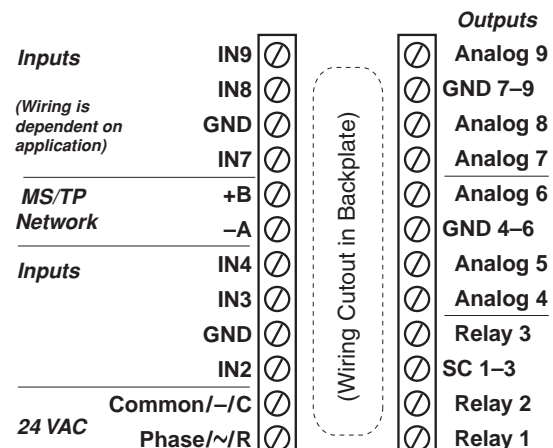 Outputs
Inputs
IN9
Analog 9
IN8
GND 7–9
(Wiring is
dependent on
application)
GND
Analog 8
IN7
Analog 7
MS/TP
Network
+B
Analog 6
–A
GND 4–6
Inputs
IN4
Analog 5
IN3
Analog 4
GND
Relay 3
IN2
SC 1–3
24 VAC
Common/–/C
Relay 2
Phase/~/R
Relay 1
(Wiring Cutout in Backplate)